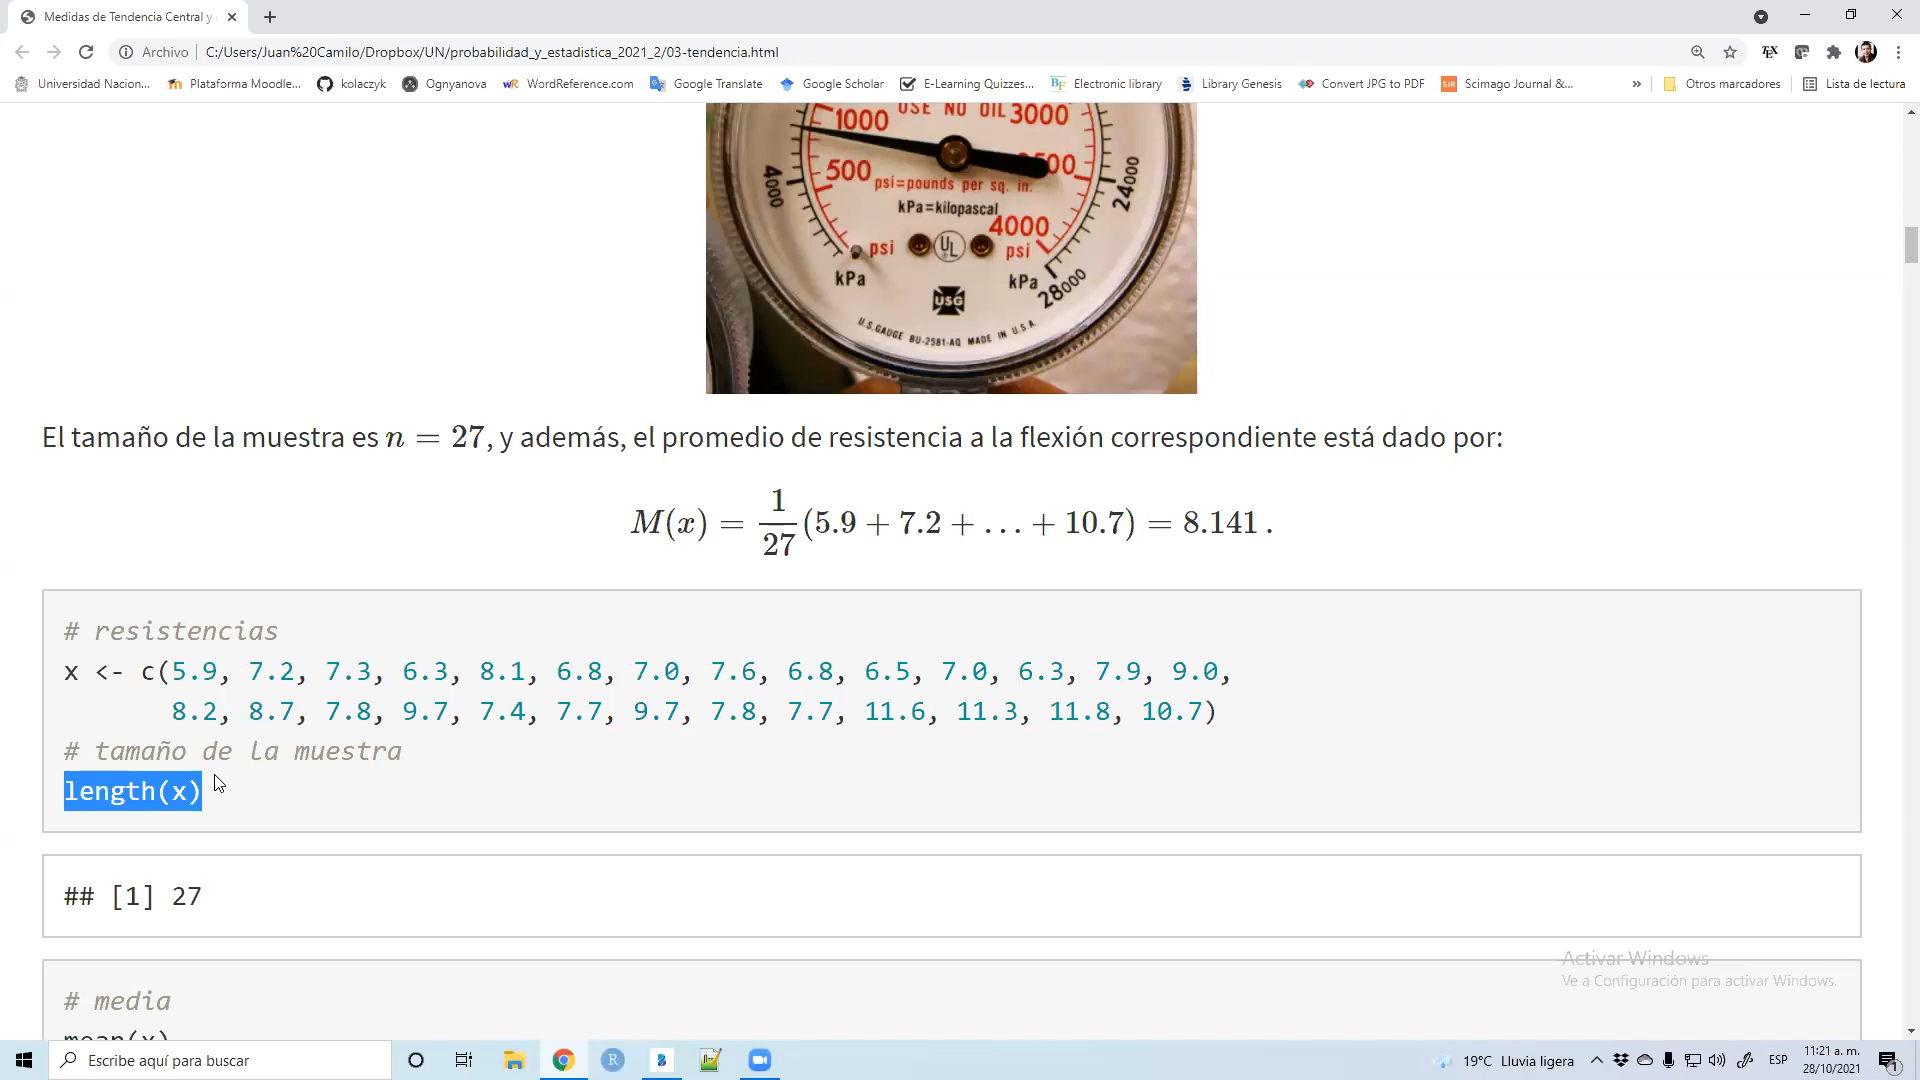 Medidas de Tendencia Central y
Archivo
C:/Users/Juan%20Camilo/Dropbox/UN/probabilidad_y_estadistica_2021_2/03-tendencia.html
Universidad Nacion...
Plataforma Moodle...
kolaczyk
Ognyanova
WordReference.com
Google Translate
Google Scholar
E-Learning Quizzes...
Electronic library
Library Genesis
Convert JPG to PDF
Scimago Journal &...
»
Otros marcadores
Lista de lectura
USE NO OIL
1000
3000
500
4000
24000
psi=pounds per sq. in.
kPa=kilopascal
4000
psi
UL
psi
kPa
kPa
28000
USG
U.S. GAUGE BU-2581-AQ MADE IN U.S.A.
El tamaño de la muestra es n = 27, y además, el promedio de resistencia a la flexión correspondiente está dado por:
M(x) = 1/27 (5.9 + 7.2 + … + 10.7) = 8.141 .
# resistencias
x <- c(5.9, 7.2, 7.3, 6.3, 8.1, 6.8, 7.0, 7.6, 6.8, 6.5, 7.0, 6.3, 7.9, 9.0,
8.2, 8.7, 7.8, 9.7, 7.4, 7.7, 9.7, 7.8, 7.7, 11.6, 11.3, 11.8, 10.7)
# tamaño de la muestra
length(x)
## [1] 27
Activar Windows
Ve a Configuración para activar Windows.
# media
mean(x)
Escribe aquí para buscar
19°C Lluvia ligera
ESP
11:21 a. m.
28/10/2021